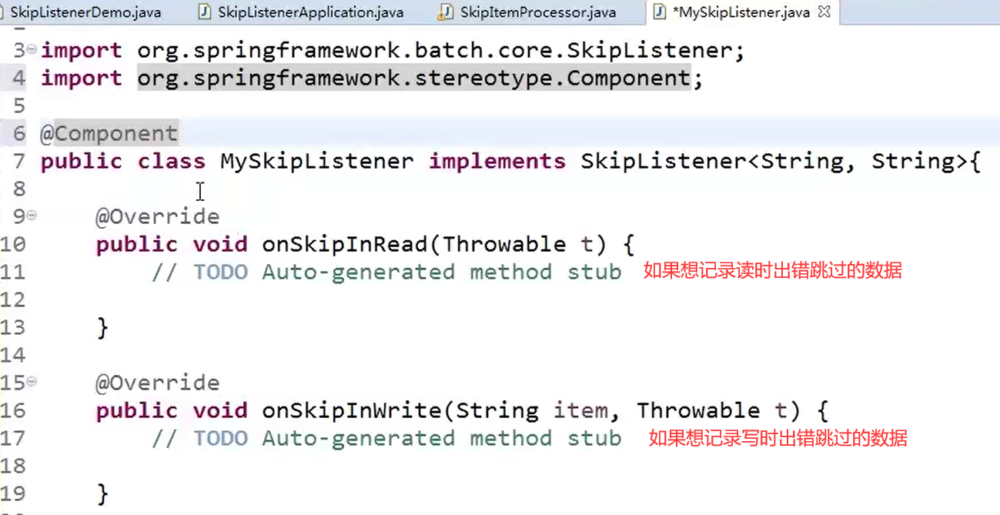 SkipListenerDemo.java SkipListenerApplication.java SkipItemProcessor.java *MySkipListener.java
3 import org.springframework.batch.core.SkipListener;
4 import org.springframework.stereotype.Component;
5
6 @Component
7 public class MySkipListener implements SkipListener<String, String>{
8
9 @Override
10 public void onSkipInRead(Throwable t) {
11 // TODO Auto-generated method stub 如果想记录读时出错跳过的数据
12
13 }
14
15 @Override
16 public void onSkipInWrite(String item, Throwable t) {
17 // TODO Auto-generated method stub 如果想记录写时出错跳过的数据
18
19 }